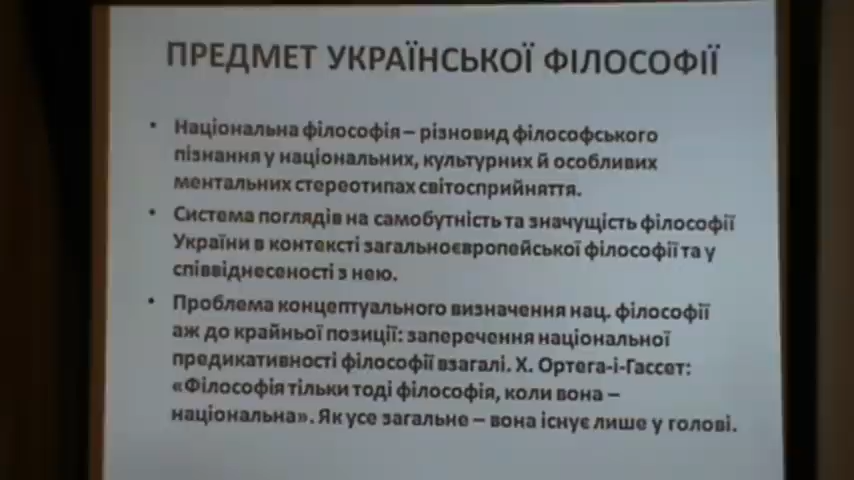 ПРЕДМЕТ УКРАЇНСЬКОЇ ФІЛОСОФІЇ
• Національна філософія – різновид філософського
пізнання у національних, культурних й особливих
ментальних стереотипах світосприйняття.
• Система поглядів на самобутність та значущість філософії
України в контексті загальноєвропейської філософії та у
співвіднесеності з нею.
• Проблема концептуального визначення нац. філософії
аж до крайньої позиції: заперечення національної
предикативності філософії взагалі. Х. Ортега-і-Гассет:
«Філософія тільки тоді філософія, коли вона –
національна». Як усе загальне – вона існує лише у голові.